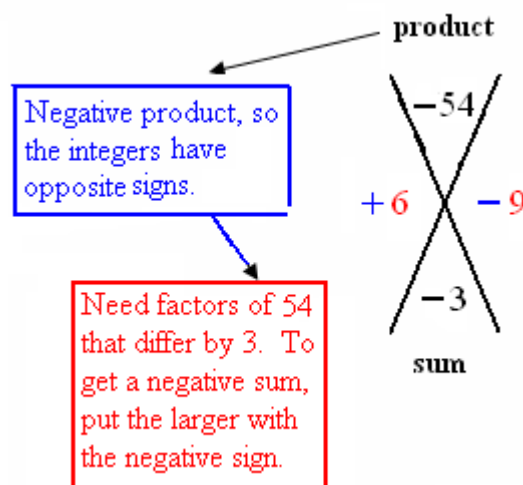 product
Negative product, so
the integers have
opposite signs.
−54
+6
−9
−3
sum
Need factors of 54
that differ by 3.  To
get a negative sum,
put the larger with
the negative sign.